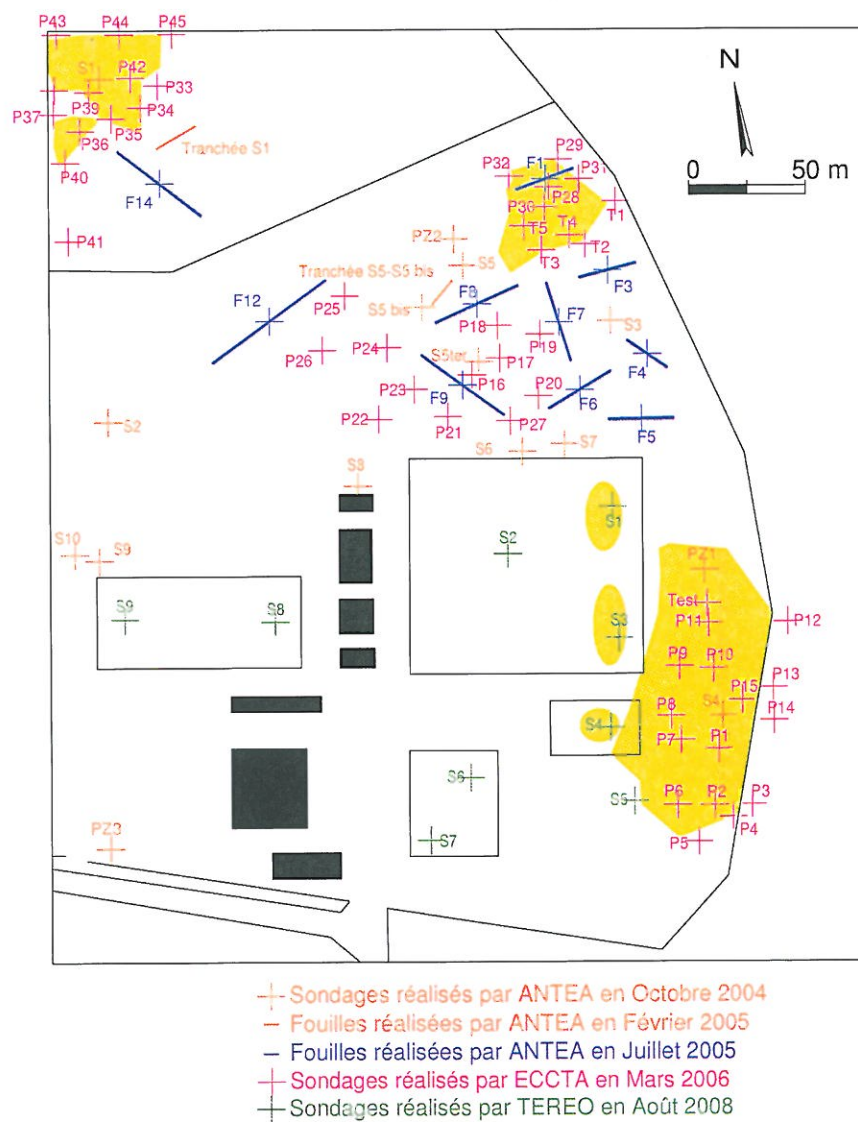 P43 P44 P45
S1 P42
P33
P37 P39 P34
P35
P36
Tranchée S1
P40
F14
P41
N
0 50 m
P29
P32 F1 P31
P28
P30 T1
T5 T4
T2
T3
PZ2
S5
Tranchée S5-S5 bis
F3
F12 P25 S5 bis F8
F7 S3
P18
P19
P26 P24 S5ter P17 F4
P16
P23 F9 P20 F6
P22 P21 P27 F5
S2
S6 S7
S3
S1
S10 S9 S2
PZ1
Test
S9 S8 S3 P11 P12
P9 P10
P13
P15
P8 S4 P14
S4 P7 P1
S6
S5 P6 P2 P3
P4
S7 P5
PZ3
Sondages réalisés par ANTEA en Octobre 2004
Fouilles réalisées par ANTEA en Février 2005
Fouilles réalisées par ANTEA en Juillet 2005
Sondages réalisés par ECCTA en Mars 2006
Sondages réalisés par TEREO en Août 2008